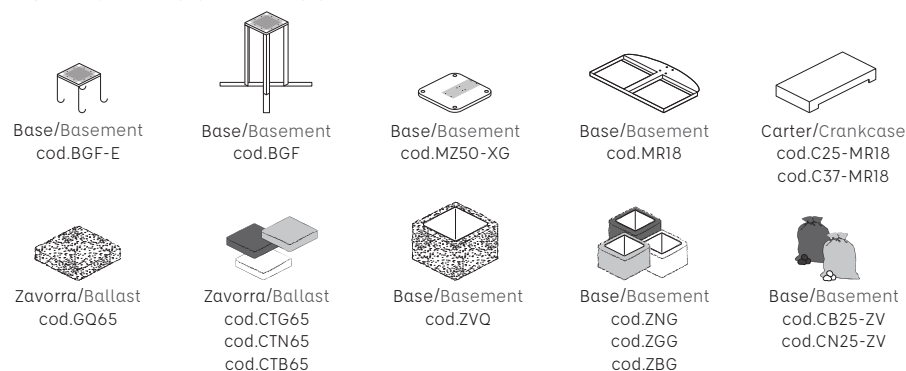 Base/Basement
cod.BGF-E
Base/Basement
cod.BGF
Base/Basement
cod.MZ50-XG
Base/Basement
cod.MR18
Carter/Crankcase
cod.C25-MR18
cod.C37-MR18
Zavorra/Ballast
cod.GQ65
Zavorra/Ballast
cod.CTG65
cod.CTN65
cod.CTB65
Base/Basement
cod.ZVQ
Base/Basement
cod.ZNG
cod.ZGG
cod.ZBG
Base/Basement
cod.CB25-ZV
cod.CN25-ZV